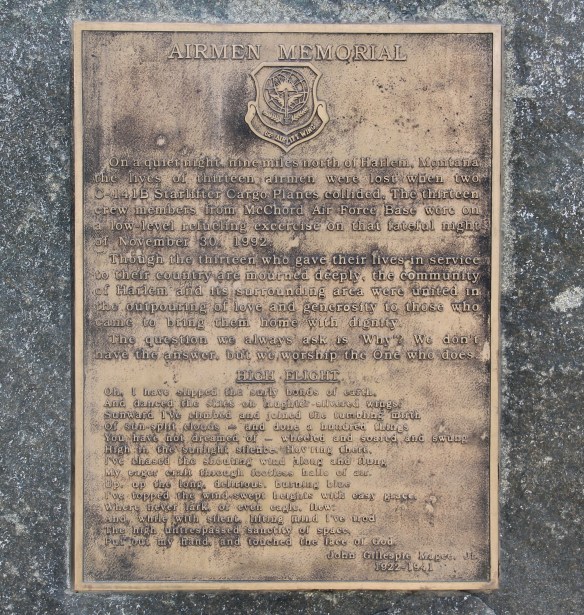 AIRMEN MEMORIAL
62D AIRLIFT WING
On a quiet night, nine miles north of Harlem, Montana
the lives of thirteen airmen were lost when two
C-141B Starlifter Cargo Planes collided. The thirteen
crew members from McChord Air Force Base were on
a low-level refueling excercise on that fateful night
of November 30, 1992.
Though the thirteen who gave their lives in service
to their country are mourned deeply, the community
of Harlem and its surrounding area were united in
the outpouring of love and generosity to those who
came to bring them home with dignity.
The question we always ask is "Why"? We don't
have the answer, but we worship the One who does.
HIGH FLIGHT
Oh, I have slipped the surly bonds of earth,
And danced the skies on laughter-silvered wings;
Sunward I've climbed and joined the tumbling mirth
Of sun-split clouds - and done a hundred things
You have not dreamed of - wheeled and soared and swung
High in the sunlight silence. Hov'ring there,
I've chased the shouting wind along and flung
My eager craft through footless halls of air.
Up, up the long, delirious, burning blue
I've topped the wind-swept heights with easy grace,
Where never lark, or even eagle, flew;
And, while with silent, lifting mind I've trod
The high untrespassed sanctity of space,
Put out my hand, and touched the face of God.
John Gillespie Magee, Jr.
1922-1941